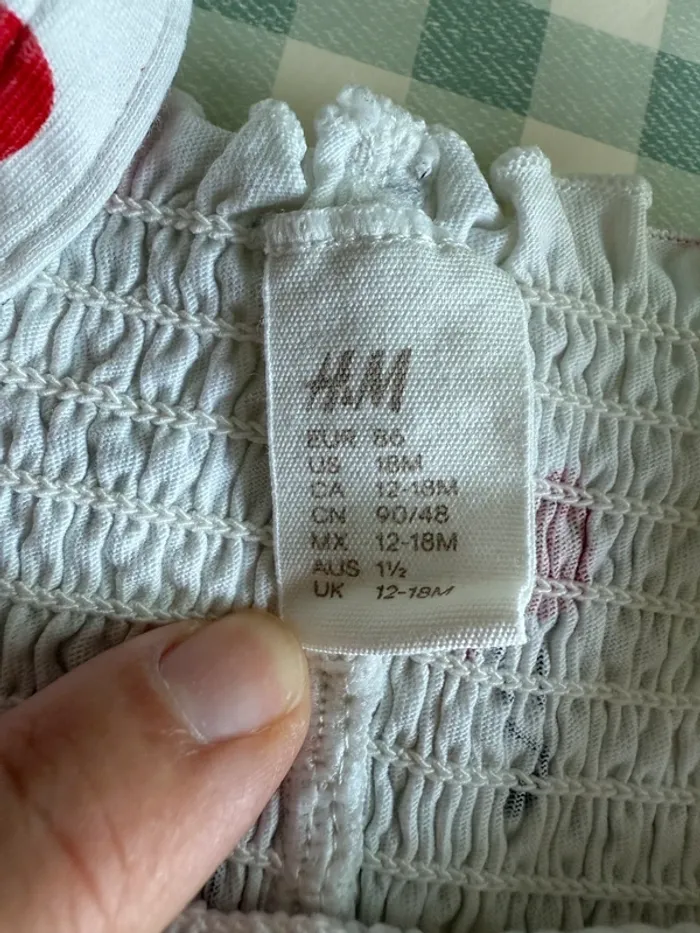 H&M
EUR 86
US 18M
CA 12-18M
CN 90/48
MX 12-18M
AUS 1½
UK 12-18M